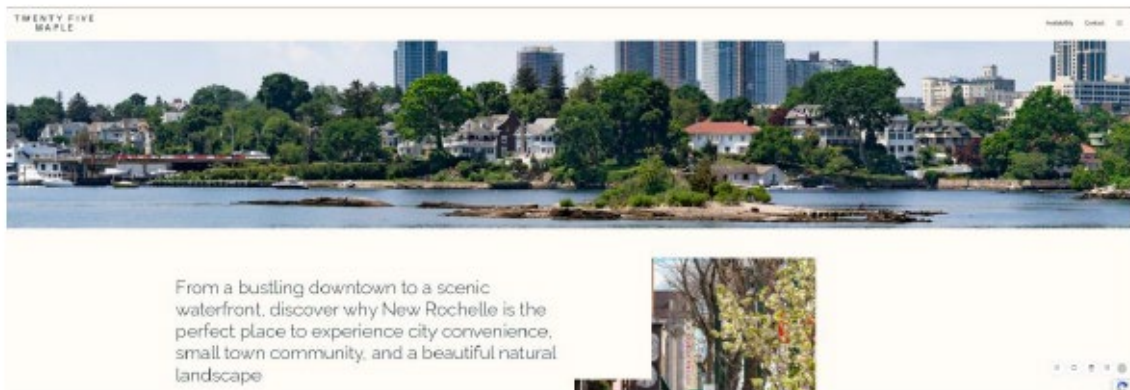 TWENTY FIVE
MAPLE
Availability Contact
From a bustling downtown to a scenic
waterfront, discover why New Rochelle is the
perfect place to experience city convenience,
small town community, and a beautiful natural
landscape